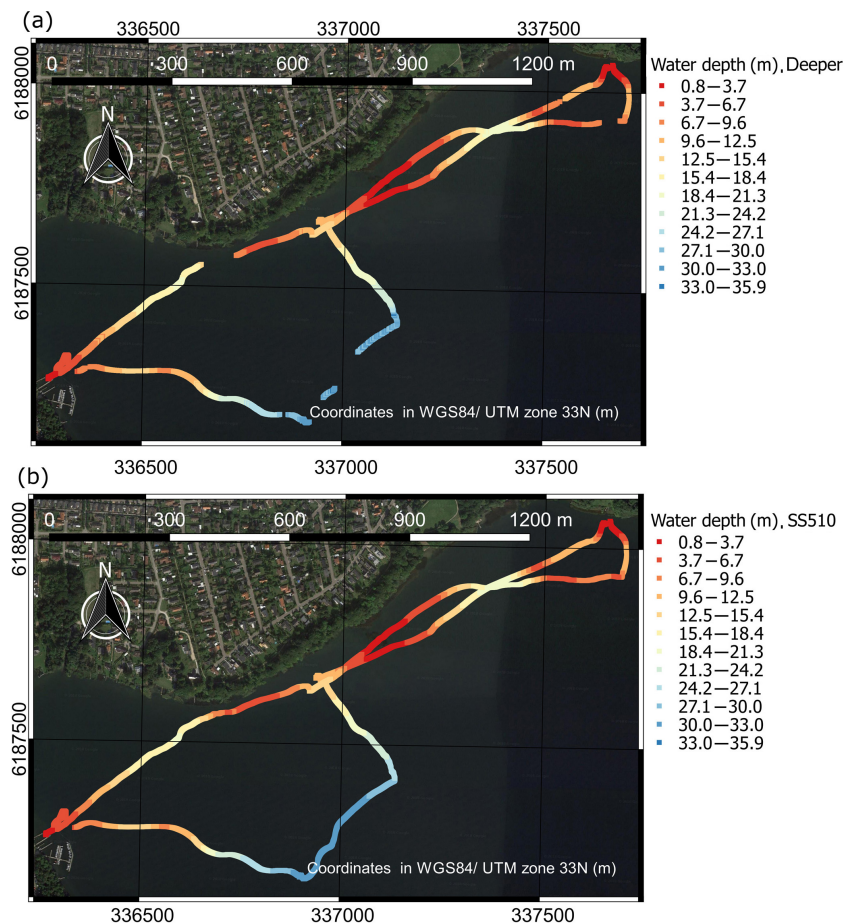 (a)
336500 337000 337500
0 300 600 900 1200 m
N
6188000
6187500
Coordinates in WGS84/ UTM zone 33N (m)
336500 337000 337500
Water depth (m), Deeper
0.8—3.7
3.7—6.7
6.7—9.6
9.6—12.5
12.5—15.4
15.4—18.4
18.4—21.3
21.3—24.2
24.2—27.1
27.1—30.0
30.0—33.0
33.0—35.9
(b)
0 300 600 900 1200 m
N
6188000
6187500
Coordinates in WGS84/ UTM zone 33N (m)
336500 337000 337500
Water depth (m), SS510
0.8—3.7
3.7—6.7
6.7—9.6
9.6—12.5
12.5—15.4
15.4—18.4
18.4—21.3
21.3—24.2
24.2—27.1
27.1—30.0
30.0—33.0
33.0—35.9